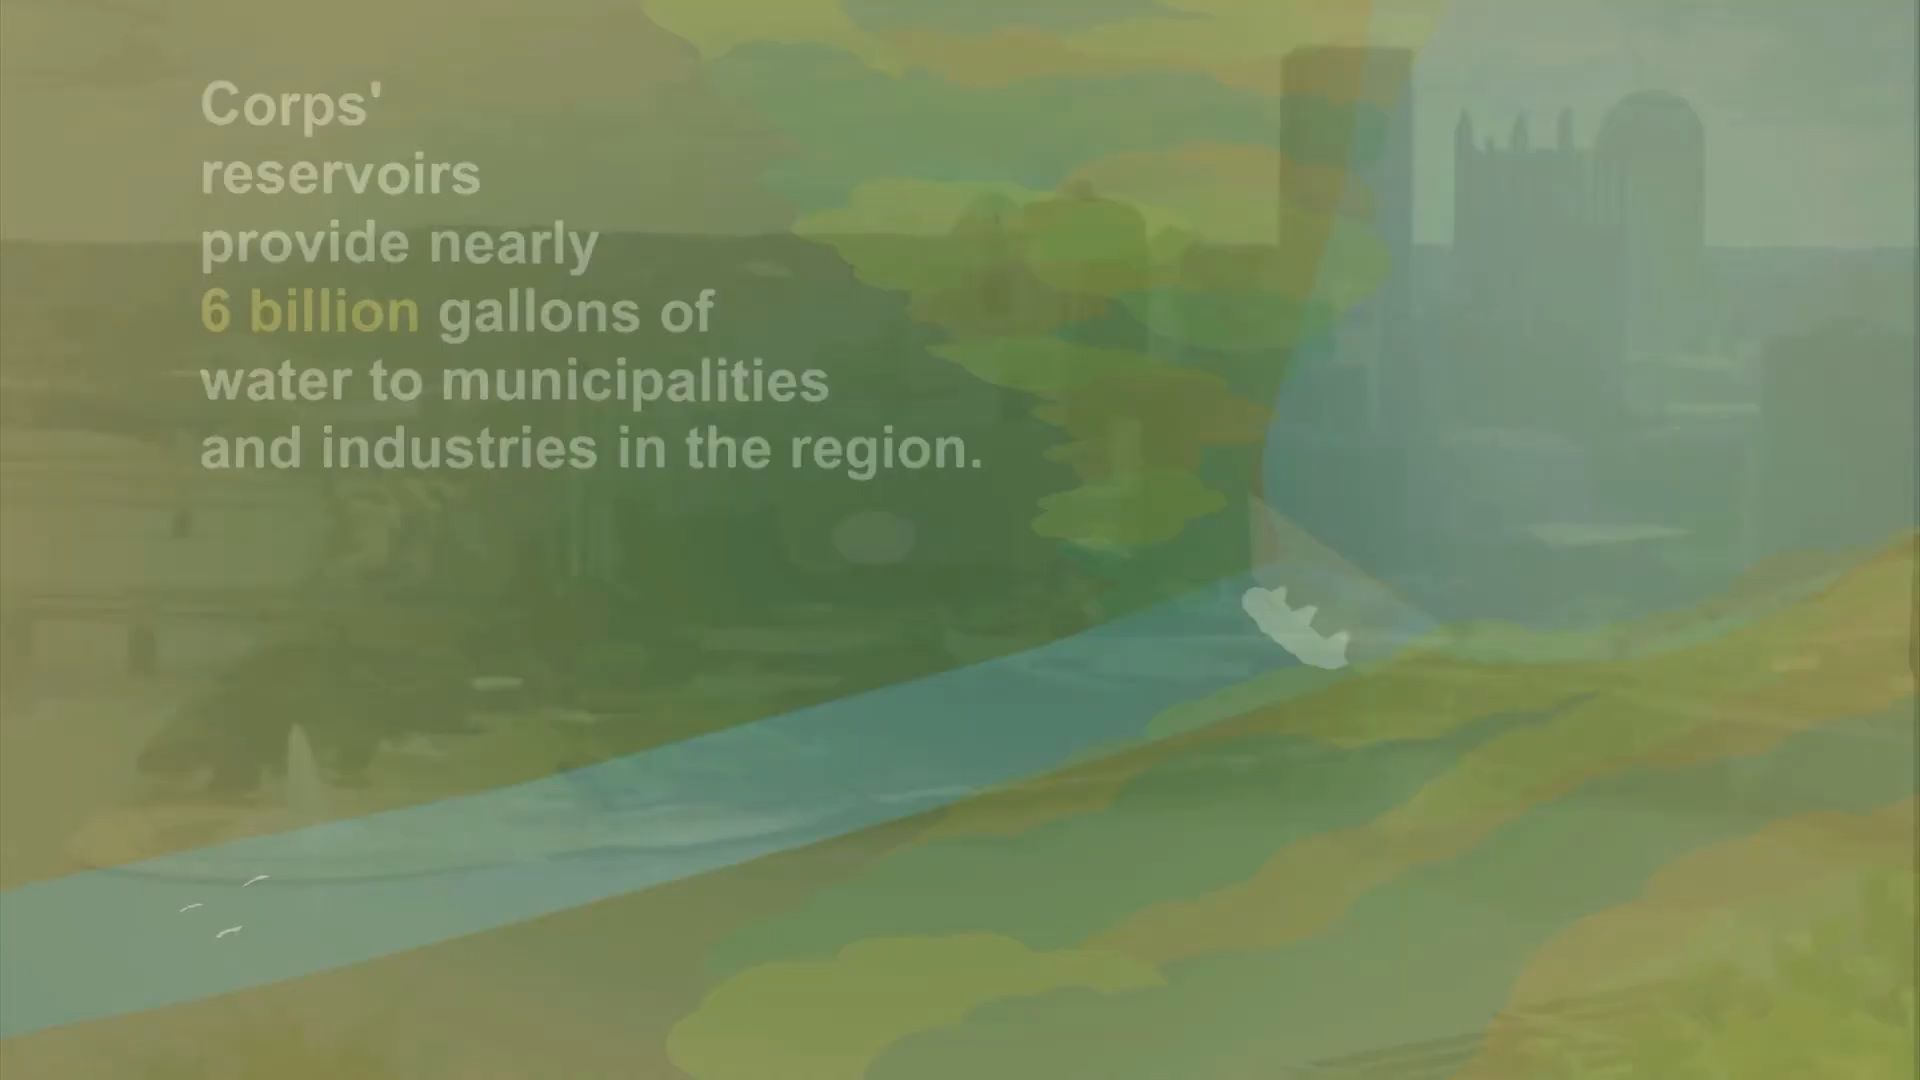 Corps'
reservoirs
provide nearly
6 billion gallons of
water to municipalities
and industries in the region.